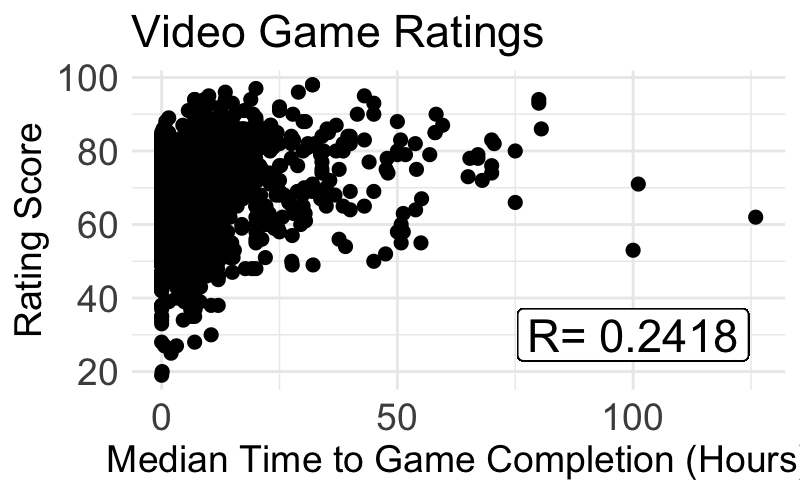 Video Game Ratings
100
80
60
40
20
Rating Score
R= 0.2418
0 50 100
Median Time to Game Completion (Hours)